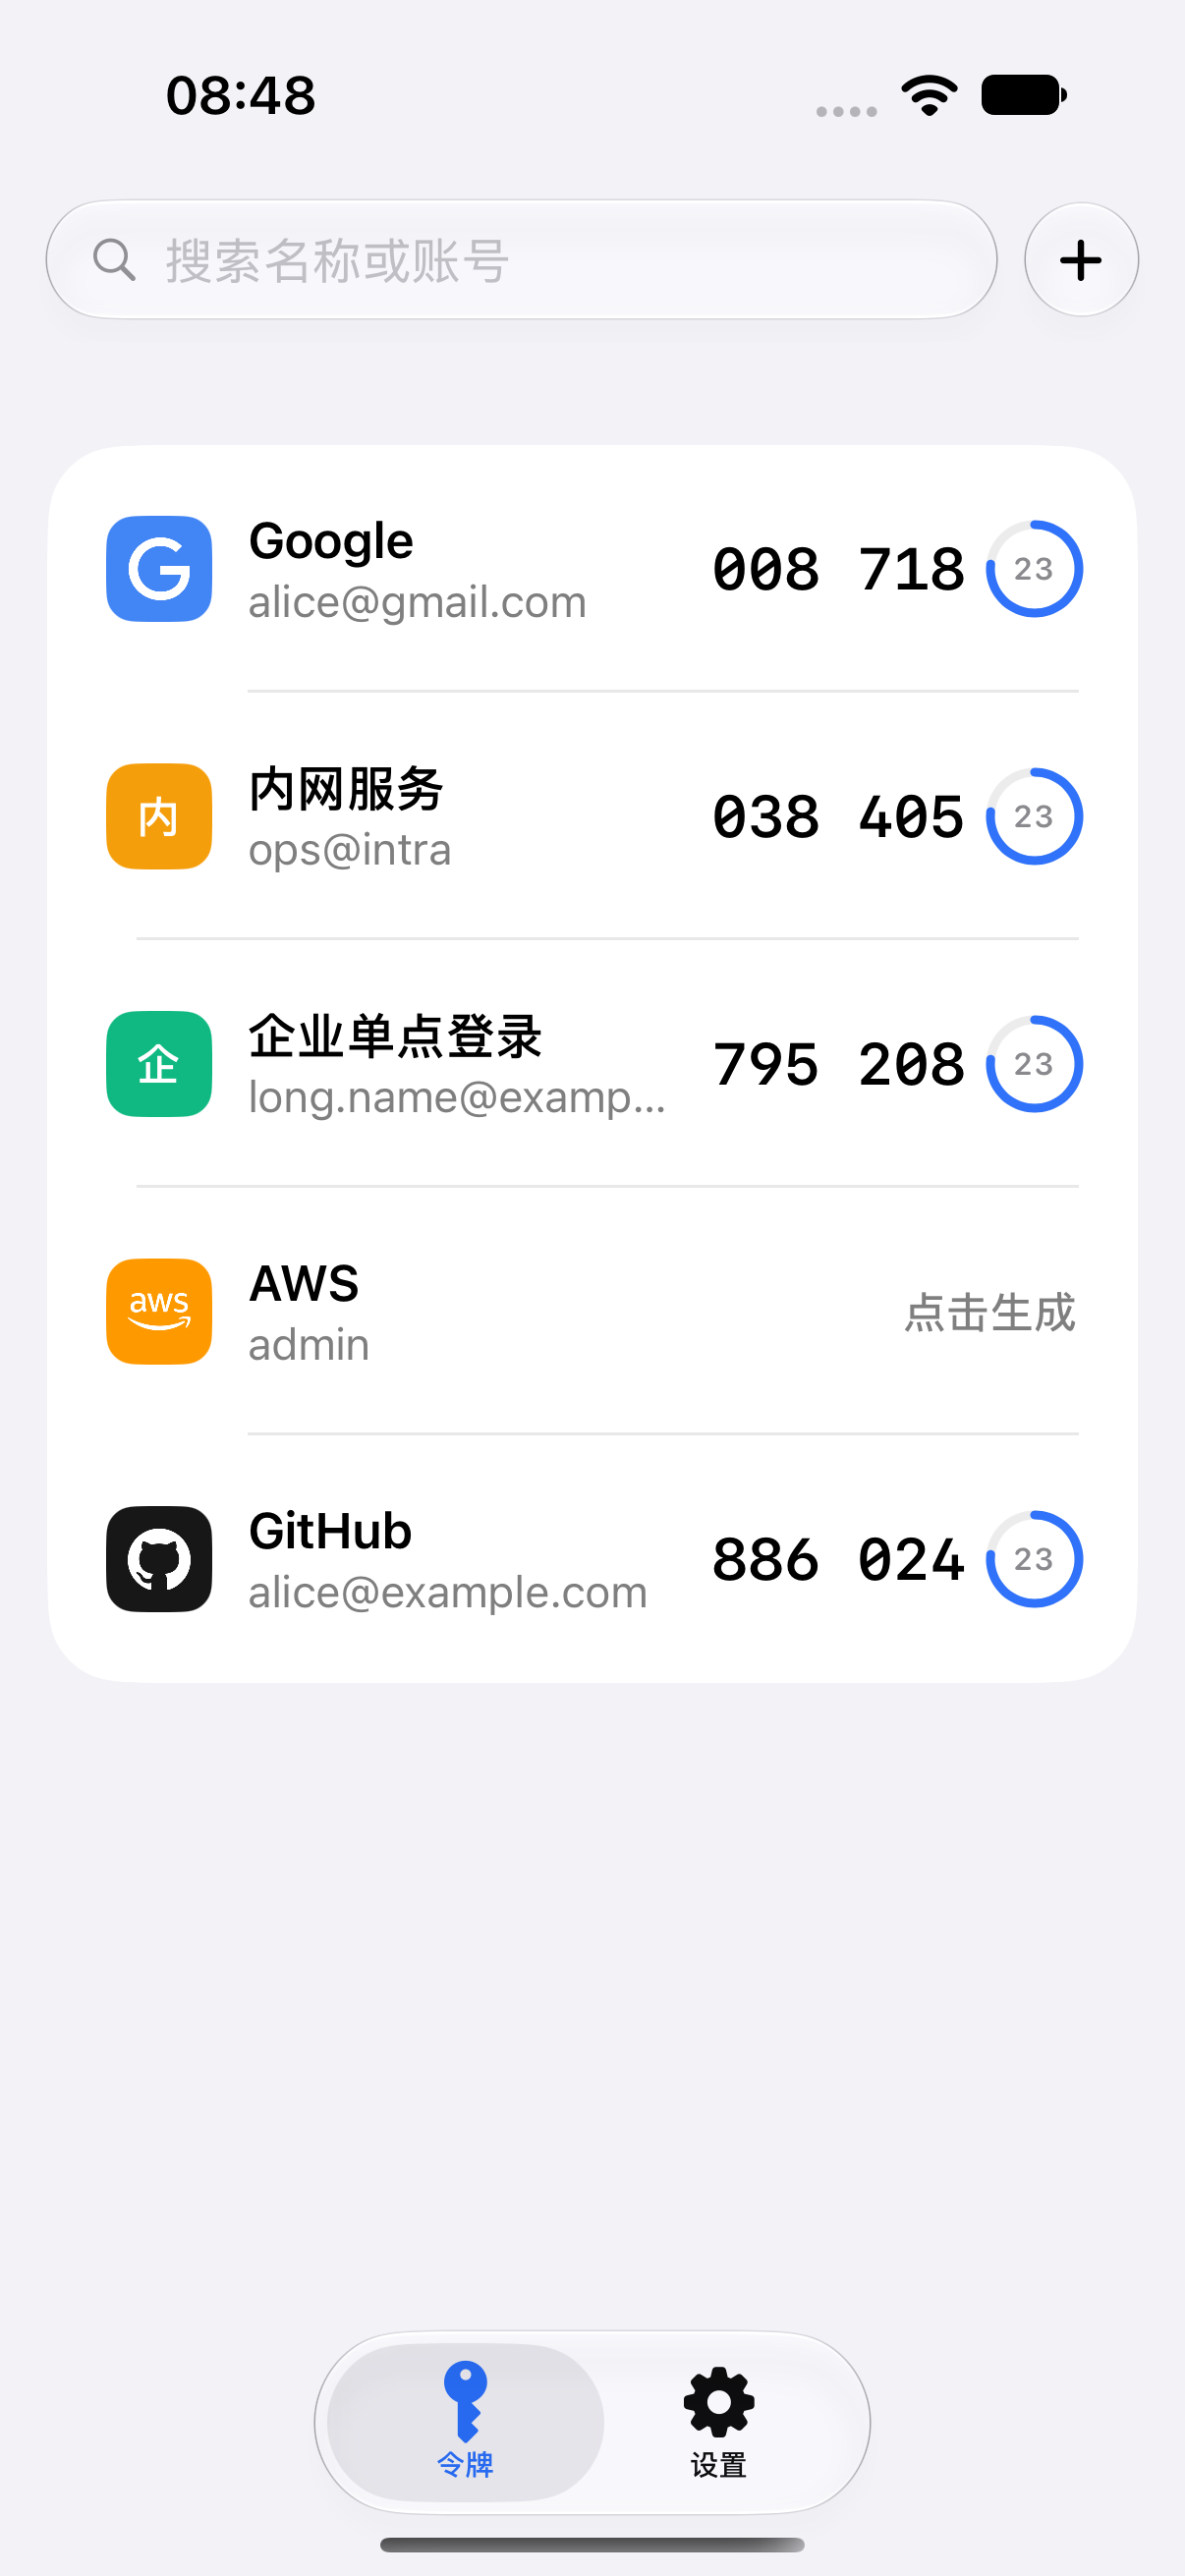 08:48
搜索名称或账号
Google
alice@gmail.com
008 718
23
内
内网服务
ops@intra
038 405
23
企
企业单点登录
long.name@examp...
795 208
23
aws
AWS
admin
点击生成
GitHub
alice@example.com
886 024
23
令牌
设置